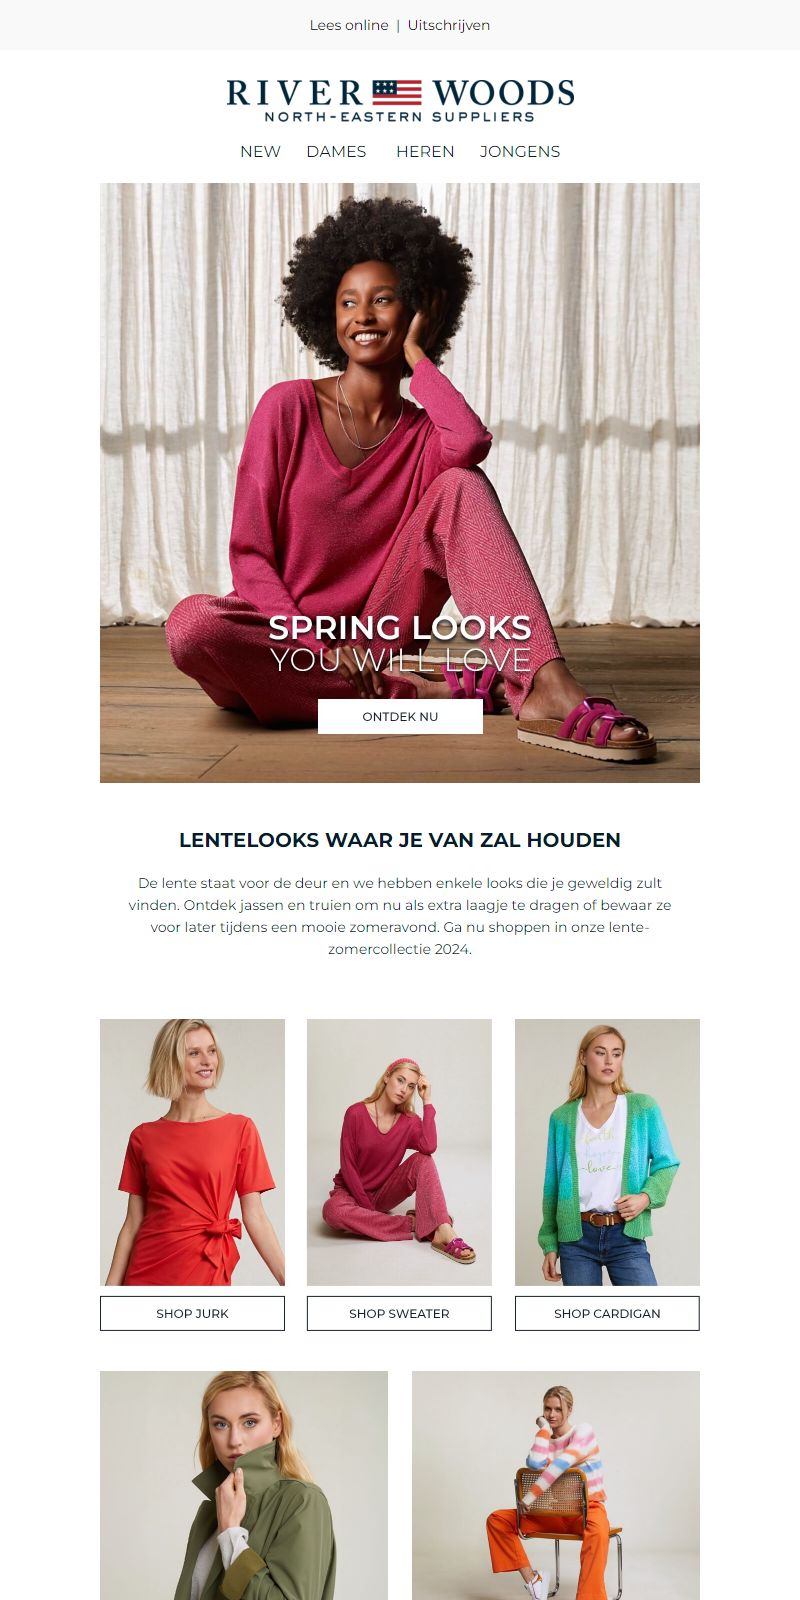 Lees online | Uitschrijven
RIVER WOODS
NORTH-EASTERN SUPPLIERS
NEW DAMES HEREN JONGENS
SPRING LOOKS
YOU WILL LOVE
ONTDEK NU
LENTELOOKS WAAR JE VAN ZAL HOUDEN
De lente staat voor de deur en we hebben enkele looks die je geweldig zult
vinden. Ontdek jassen en truien om nu als extra laagje te dragen of bewaar ze
voor later tijdens een mooie zomeravond. Ga nu shoppen in onze lente-
zomercollectie 2024.
love
SHOP JURK
SHOP SWEATER
SHOP CARDIGAN